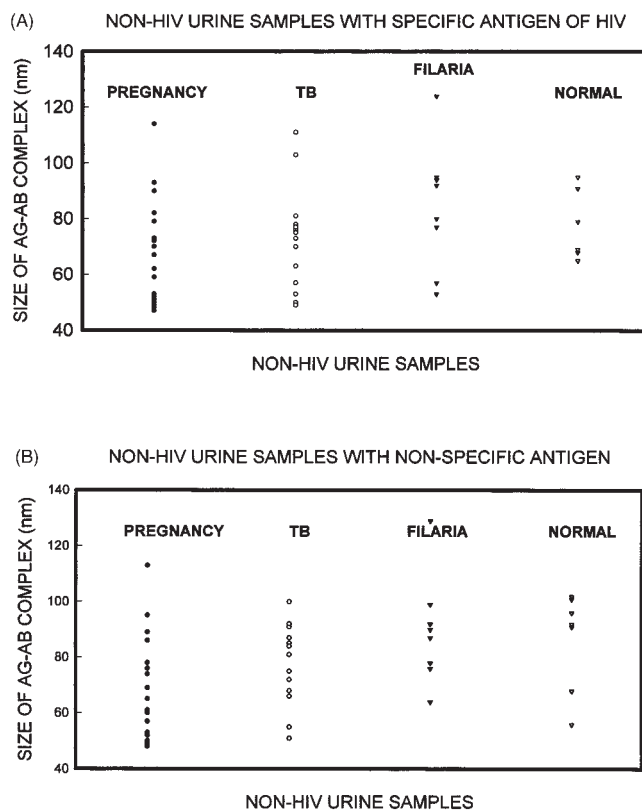 (A) NON-HIV URINE SAMPLES WITH SPECIFIC ANTIGEN OF HIV
SIZE OF AG-AB COMPLEX (nm)
140
120
100
80
60
40
PREGNANCY TB FILARIA NORMAL
NON-HIV URINE SAMPLES
(B) NON-HIV URINE SAMPLES WITH NON-SPECIFIC ANTIGEN
SIZE OF AG-AB COMPLEX (nm)
140
120
100
80
60
40
PREGNANCY TB FILARIA NORMAL
NON-HIV URINE SAMPLES